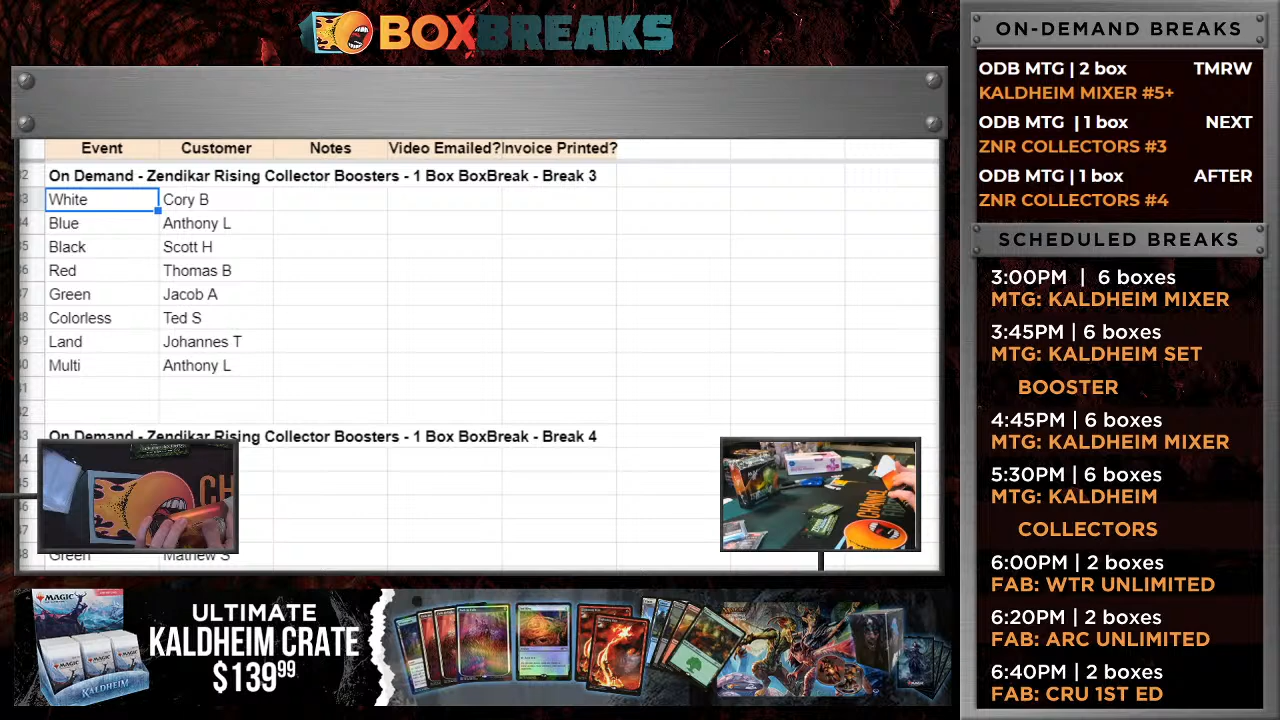 BOXBREAKS
Event Customer Notes Video Emailed? Invoice Printed?
On Demand - Zendikar Rising Collector Boosters - 1 Box BoxBreak - Break 3
White Cory B
Blue Anthony L
Black Scott H
Red Thomas B
Green Jacob A
Colorless Ted S
Land Johannes T
Multi Anthony L
On Demand - Zendikar Rising Collector Boosters - 1 Box BoxBreak - Break 4
Green Mathew S
CH
ULTIMATE
KALDHEIM CRATE
$139⁹⁹
MAGIC
KALDHEIM
ON-DEMAND BREAKS
ODB MTG | 2 box TMRW
KALDHEIM MIXER #5+
ODB MTG | 1 box NEXT
ZNR COLLECTORS #3
ODB MTG | 1 box AFTER
ZNR COLLECTORS #4
SCHEDULED BREAKS
3:00PM | 6 boxes
MTG: KALDHEIM MIXER
3:45PM | 6 boxes
MTG: KALDHEIM SET
BOOSTER
4:45PM | 6 boxes
MTG: KALDHEIM MIXER
5:30PM | 6 boxes
MTG: KALDHEIM
COLLECTORS
6:00PM | 2 boxes
FAB: WTR UNLIMITED
6:20PM | 2 boxes
FAB: ARC UNLIMITED
6:40PM | 2 boxes
FAB: CRU 1ST ED